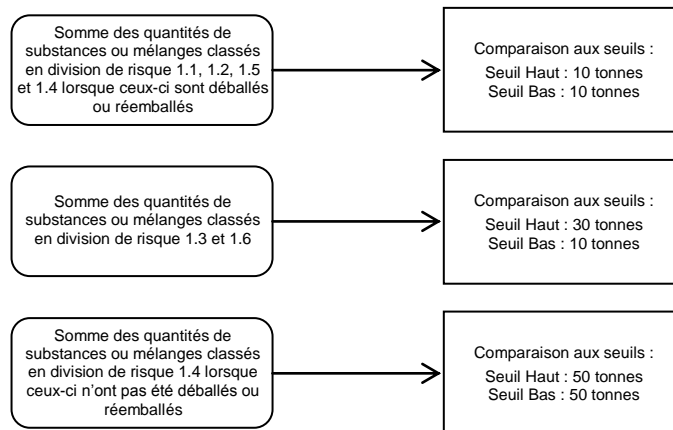 Somme des quantités de
substances ou mélanges classés
en division de risque 1.1, 1.2, 1.5
et 1.4 lorsque ceux-ci sont déballés
ou réemballés
Comparaison aux seuils :
Seuil Haut : 10 tonnes
Seuil Bas : 10 tonnes
Somme des quantités de
substances ou mélanges classés
en division de risque 1.3 et 1.6
Comparaison aux seuils :
Seuil Haut : 30 tonnes
Seuil Bas : 10 tonnes
Somme des quantités de
substances ou mélanges classés
en division de risque 1.4 lorsque
ceux-ci n'ont pas été déballés ou
réemballés
Comparaison aux seuils :
Seuil Haut : 50 tonnes
Seuil Bas : 50 tonnes